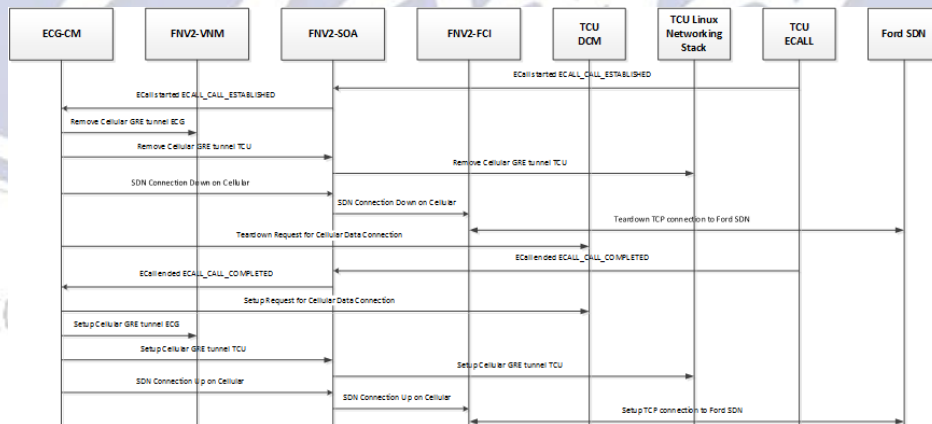 ECG-CM
FNV2-VNM
FNV2-SOA
FNV2-FCI
TCU
DCM
TCU Linux
Networking
Stack
TCU
ECALL
Ford SDN
ECall started ECALL_CALL_ESTABLISHED
ECall started ECALL_CALL_ESTABLISHED
Remove Cellular GRE tunnel ECG
Remove Cellular GRE tunnel TCU
Remove Cellular GRE tunnel TCU
SDN Connection Down on Cellular
SDN Connection Down on Cellular
Teardown TCP connection to Ford SDN
Teardown Request for Cellular Data Connection
ECall ended ECALL_CALL_COMPLETED
ECall ended ECALL_CALL_COMPLETED
Setup Request for Cellular Data Connection
Setup Cellular GRE tunnel ECG
Setup Cellular GRE tunnel TCU
Setup Cellular GRE tunnel TCU
SDN Connection Up on Cellular
SDN Connection Up on Cellular
Setup TCP connection to Ford SDN